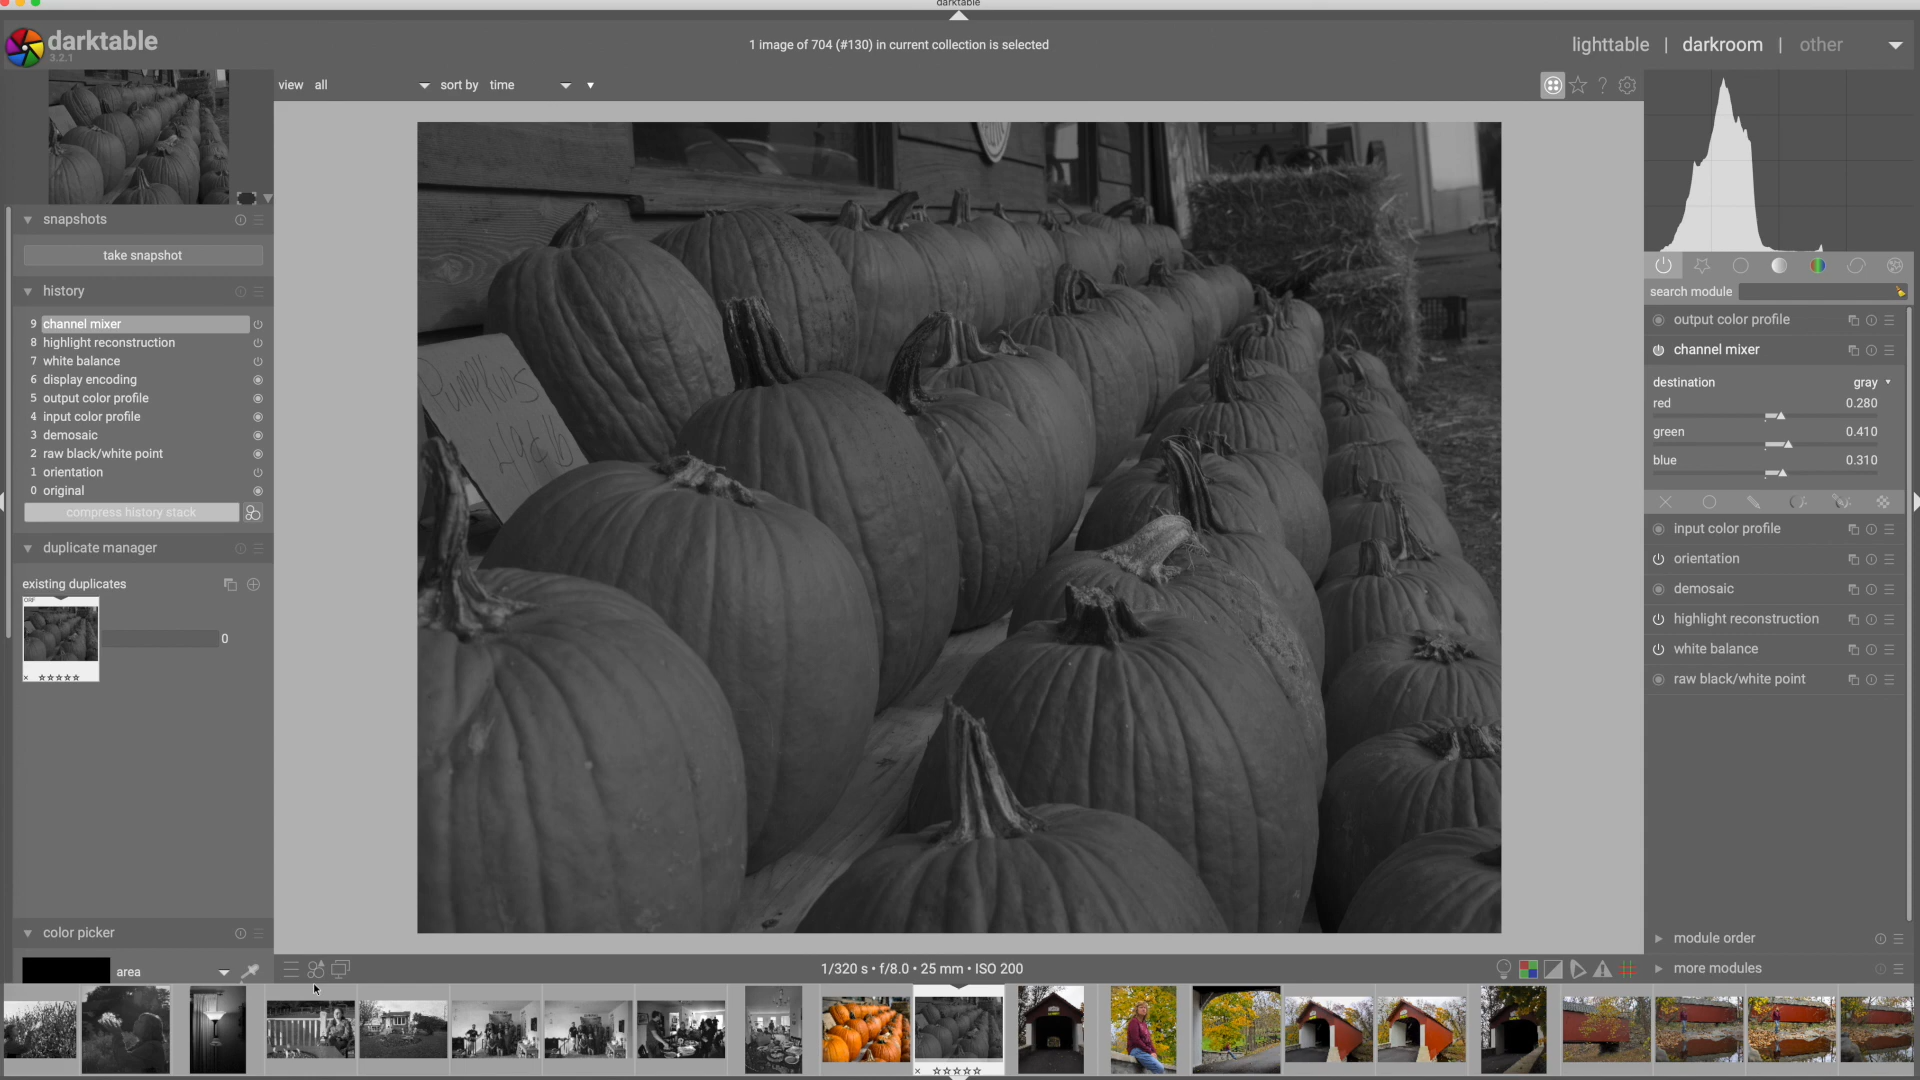 darktable
darktable
3.2.1
1 image of 704 (#130) in current collection is selected
lighttable | darkroom | other
view all sort by time
snapshots
take snapshot
history
9 channel mixer
8 highlight reconstruction
7 white balance
6 display encoding
5 output color profile
4 input color profile
3 demosaic
2 raw black/white point
1 orientation
0 original
compress history stack
duplicate manager
existing duplicates
0
color picker
area
Pumpkins
1/320 s • f/8.0 • 25 mm • ISO 200
search module
output color profile
channel mixer
destination gray
red 0.280
green 0.410
blue 0.310
input color profile
orientation
demosaic
highlight reconstruction
white balance
raw black/white point
module order
more modules